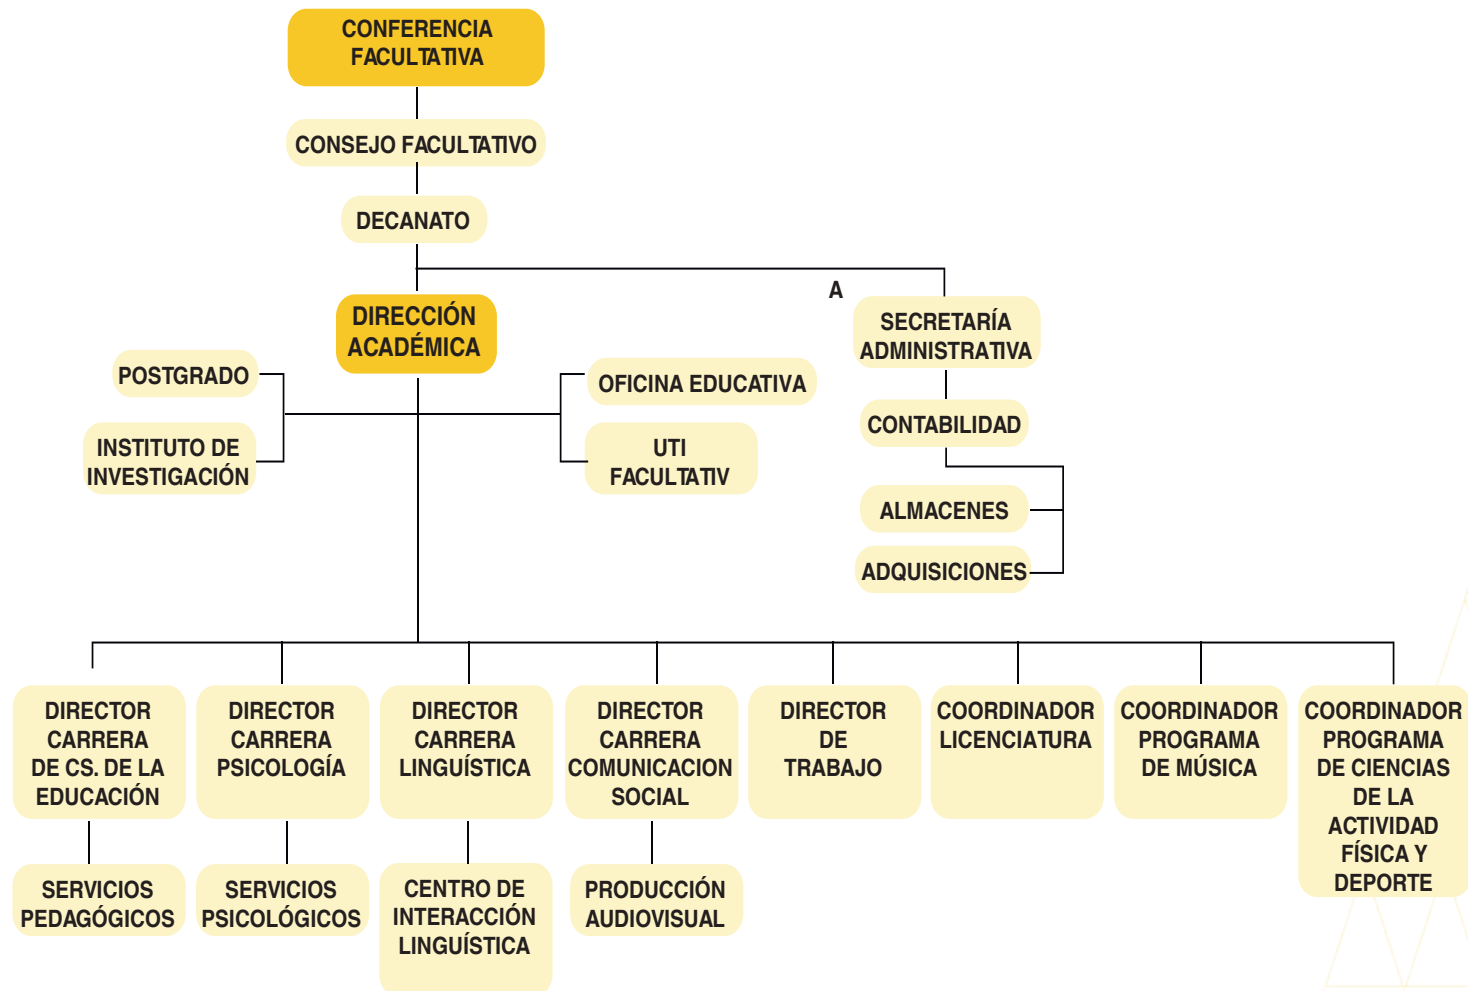 CONFERENCIA
FACULTATIVA
CONSEJO FACULTATIVO
DECANATO
A
DIRECCIÓN
ACADÉMICA
SECRETARÍA
ADMINISTRATIVA
POSTGRADO
OFICINA EDUCATIVA
CONTABILIDAD
INSTITUTO DE
INVESTIGACIÓN
UTI
FACULTATIV
ALMACENES
ADQUISICIONES
DIRECTOR
CARRERA
DE CS. DE LA
EDUCACIÓN
DIRECTOR
CARRERA
PSICOLOGÍA
DIRECTOR
CARRERA
LINGUÍSTICA
DIRECTOR
CARRERA
COMUNICACION
SOCIAL
DIRECTOR
DE
TRABAJO
COORDINADOR
LICENCIATURA
COORDINADOR
PROGRAMA
DE MÚSICA
COORDINADOR
PROGRAMA
DE CIENCIAS
DE LA
ACTIVIDAD
FÍSICA Y
DEPORTE
SERVICIOS
PEDAGÓGICOS
SERVICIOS
PSICOLÓGICOS
CENTRO DE
INTERACCIÓN
LINGUÍSTICA
PRODUCCIÓN
AUDIOVISUAL